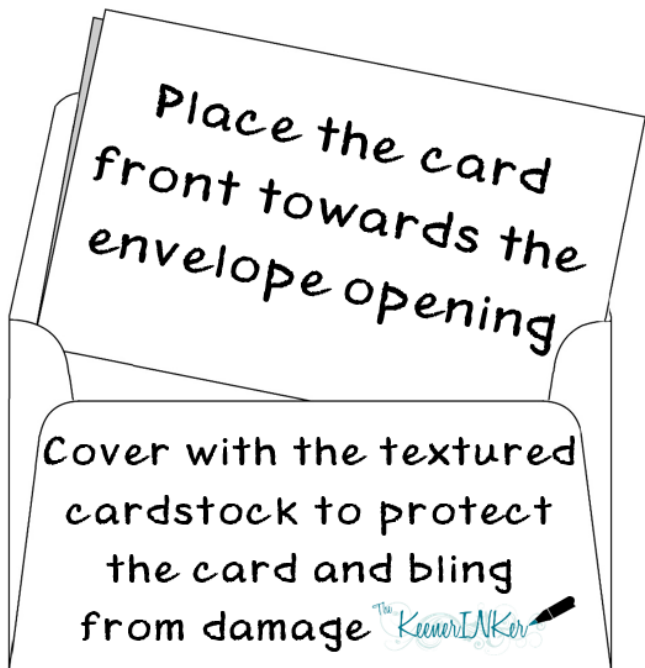 Place the card
front towards the
envelope opening
Cover with the textured
cardstock to protect
the card and bling
from damage
The
KeenerINKer